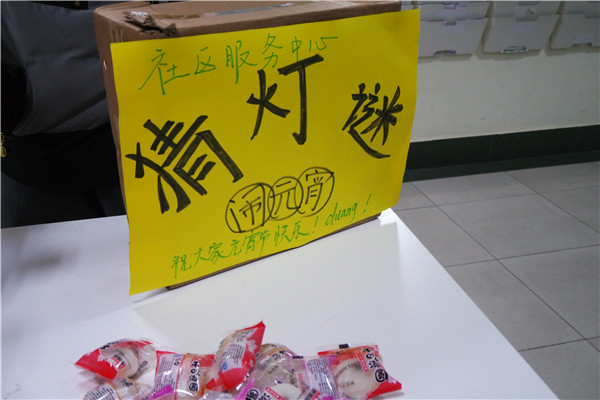 社区服务中心
猜灯谜
闹元宵
祝大家元宵节快乐！chuang！